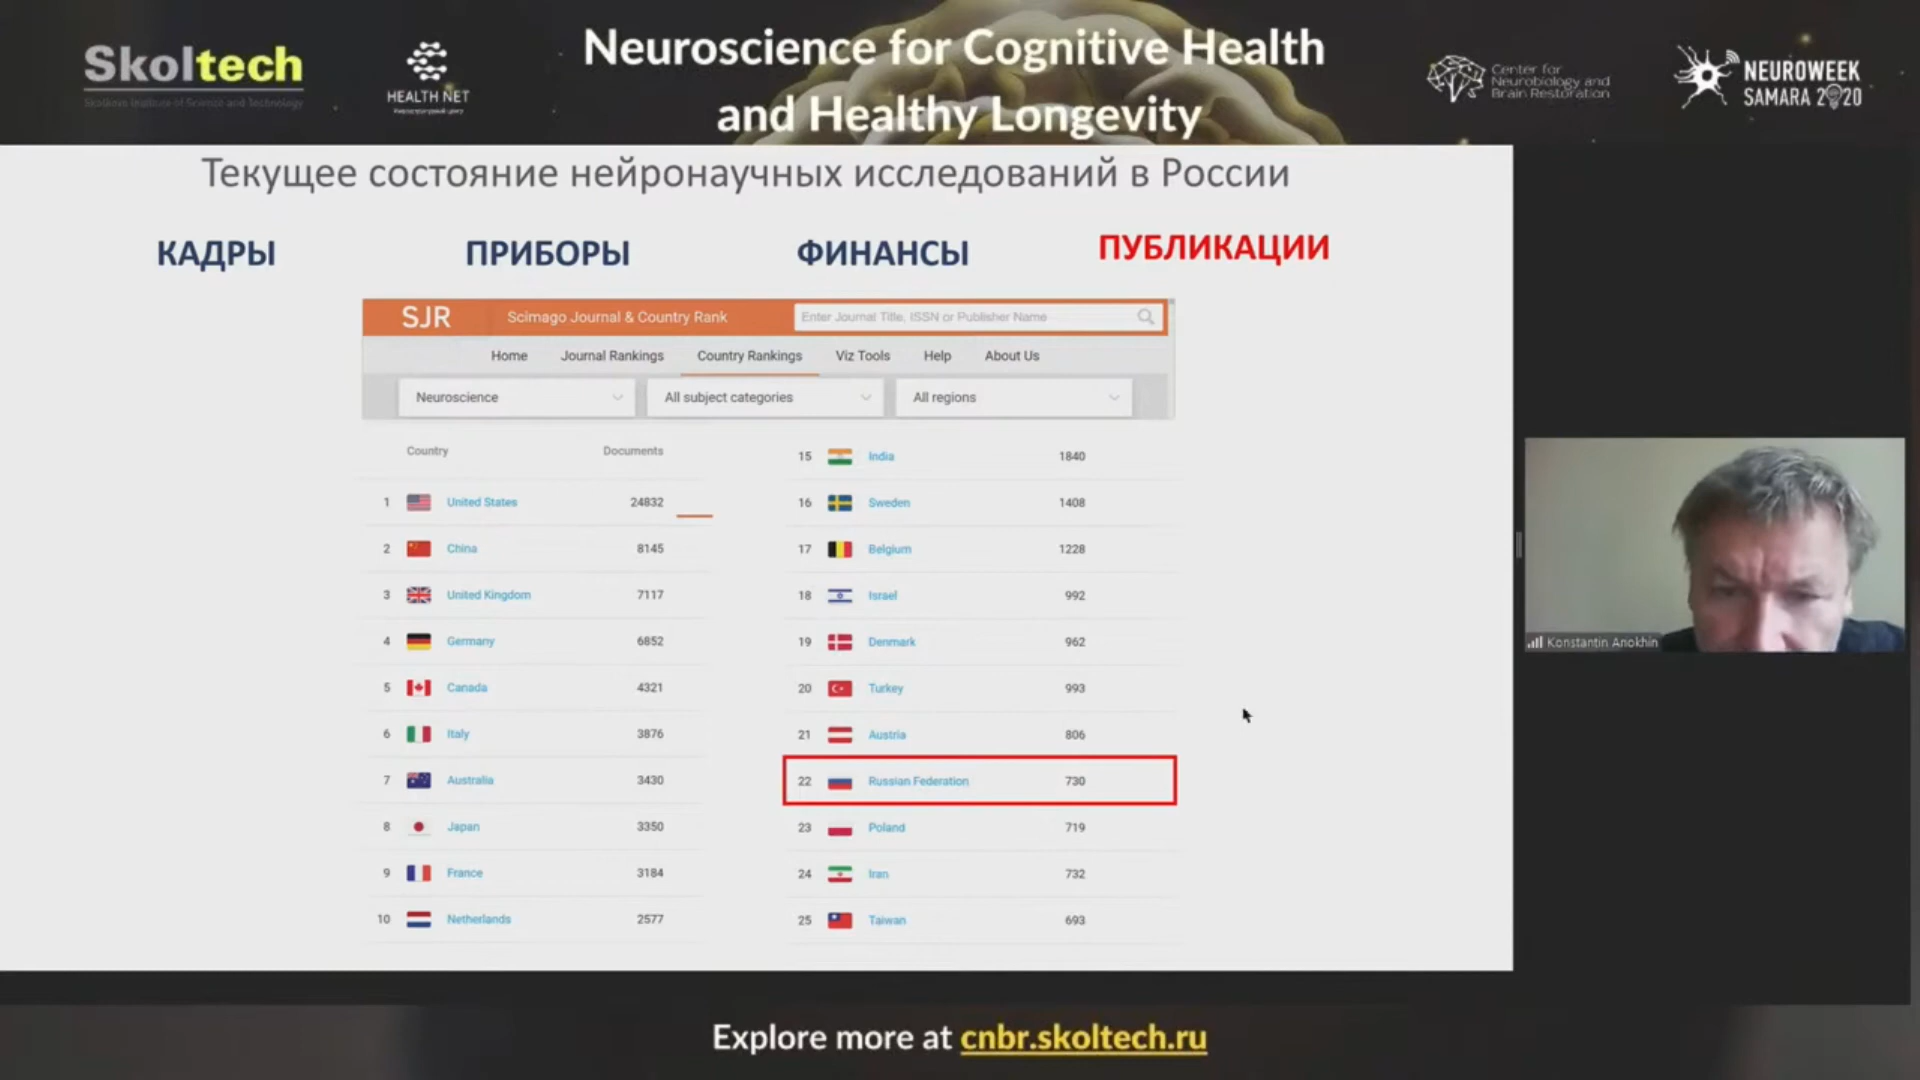 Skoltech
Skolkovo Institute of Science and Technology
HEALTH NET
Neuroscience for Cognitive Health
and Healthy Longevity
Center for
Neurobiology and
Brain Restoration
NEUROWEEK
SAMARA 2020
Текущее состояние нейронаучных исследований в России
КАДРЫ ПРИБОРЫ ФИНАНСЫ ПУБЛИКАЦИИ
SJR Scimago Journal & Country Rank Enter Journal Title, ISSN or Publisher Name
Home Journal Rankings Country Rankings Viz Tools Help About Us
Neuroscience All subject categories All regions
Country Documents
1 United States 24832
2 China 8145
3 United Kingdom 7117
4 Germany 6852
5 Canada 4321
6 Italy 3876
7 Australia 3430
8 Japan 3350
9 France 3184
10 Netherlands 2577
15 India 1840
16 Sweden 1408
17 Belgium 1228
18 Israel 992
19 Denmark 962
20 Turkey 993
21 Austria 806
22 Russian Federation 730
23 Poland 719
24 Iran 732
25 Taiwan 693
Konstantin Anokhin
Explore more at cnbr.skoltech.ru